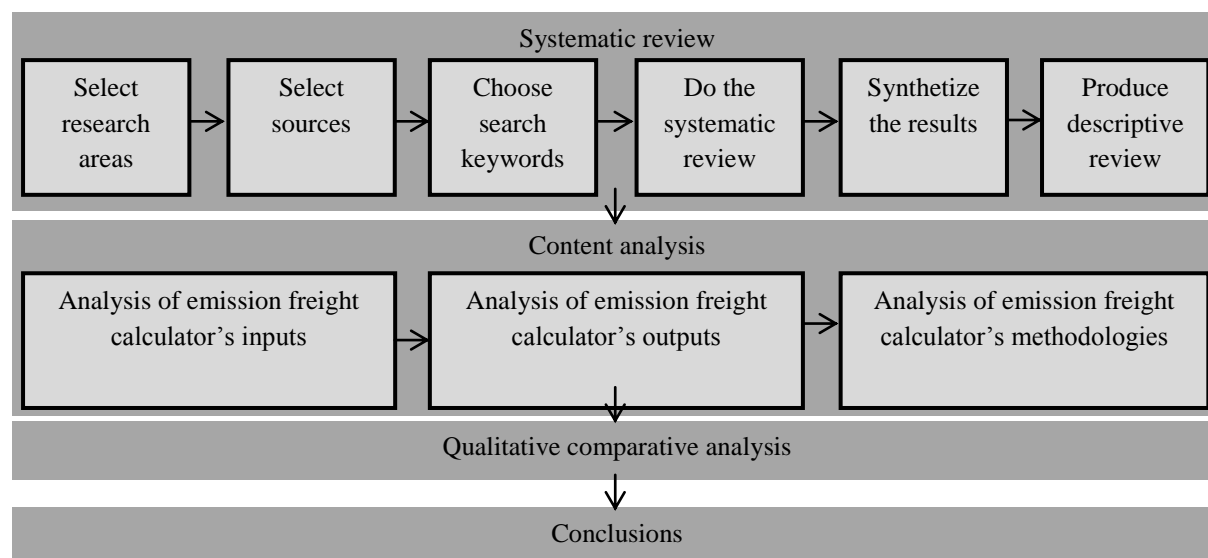 Systematic review
Select
research
areas
Select
sources
Choose
search
keywords
Do the
systematic
review
Synthetize
the results
Produce
descriptive
review
Content analysis
Analysis of emission freight
calculator’s inputs
Analysis of emission freight
calculator’s outputs
Analysis of emission freight
calculator’s methodologies
Qualitative comparative analysis
Conclusions